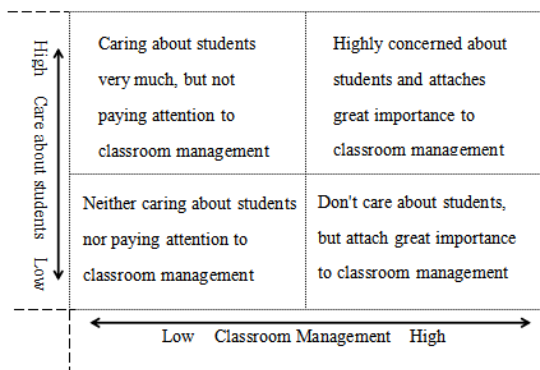 High Care about students Low
Caring about students
very much, but not
paying attention to
classroom management
Highly concerned about
students and attaches
great importance to
classroom management
Neither caring about students
nor paying attention to
classroom management
Don't care about students,
but attach great importance
to classroom management
Low Classroom Management High